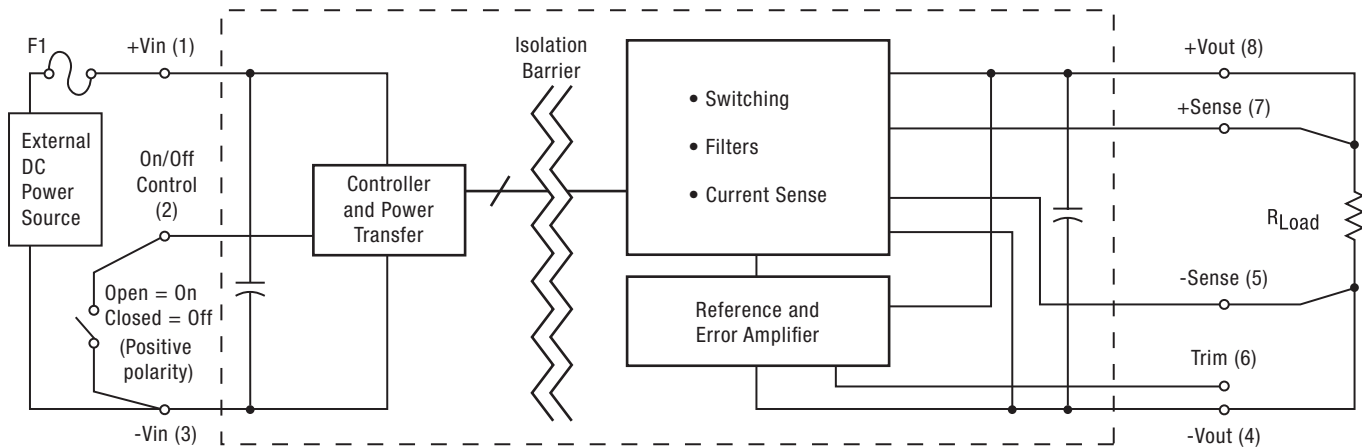 F1
+Vin (1)
External
DC
Power
Source
On/Off
Control
(2)
Open = On
Closed = Off
(Positive
polarity)
-Vin (3)
Controller
and Power
Transfer
Isolation
Barrier
• Switching
• Filters
• Current Sense
Reference and
Error Amplifier
+Vout (8)
+Sense (7)
RLoad
-Sense (5)
Trim (6)
-Vout (4)